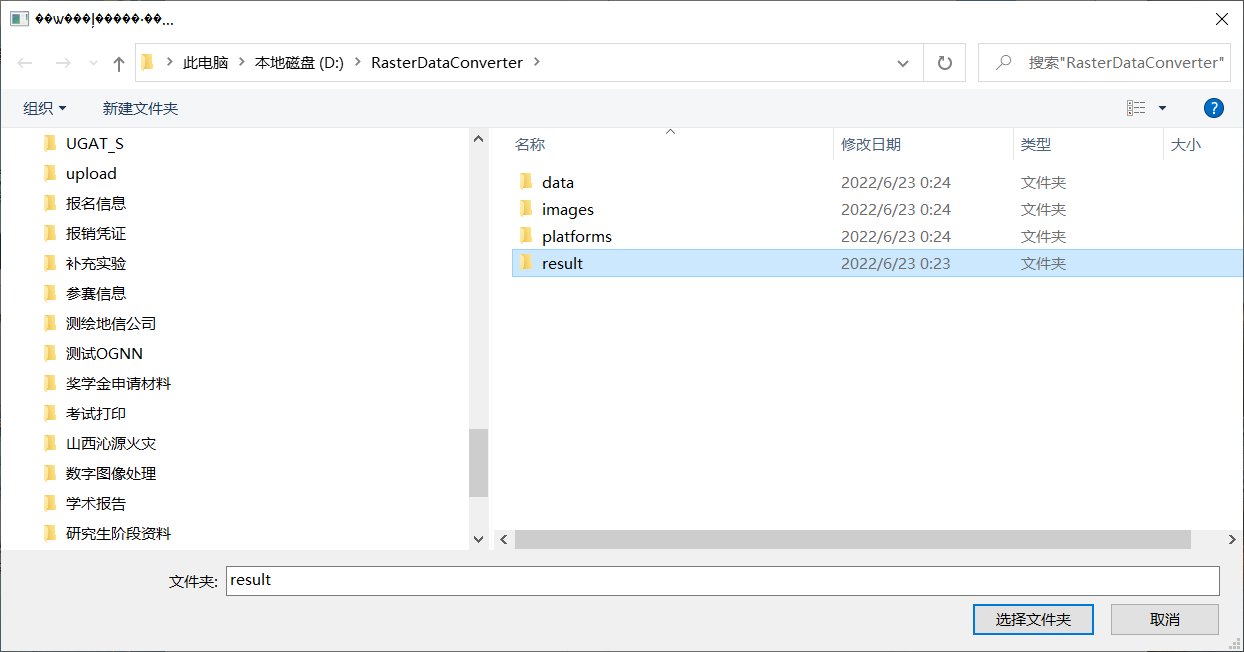 此电脑 本地磁盘 (D:) RasterDataConverter 搜索"RasterDataConverter"
组织 新建文件夹
UGAT_S
upload
报名信息
报销凭证
补充实验
参赛信息
测绘地信公司
测试OGNN
奖学金申请材料
考试打印
山西沁源火灾
数字图像处理
学术报告
研究生阶段资料
名称 修改日期 类型 大小
data 2022/6/23 0:24 文件夹
images 2022/6/23 0:24 文件夹
platforms 2022/6/23 0:24 文件夹
result 2022/6/23 0:23 文件夹
文件夹: result
选择文件夹 取消